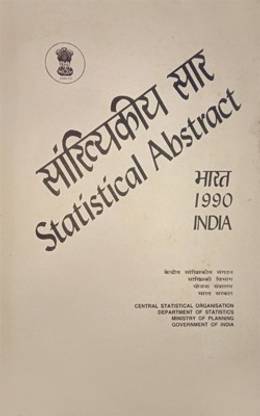 सांख्यिकीय सार
Statistical Abstract
भारत
1990
INDIA
केन्द्रीय सांख्यिकीय संगठन
सांख्यिकी विभाग
योजना मंत्रालय
भारत सरकार
CENTRAL STATISTICAL ORGANISATION
DEPARTMENT OF STATISTICS
MINISTRY OF PLANNING
GOVERNMENT OF INDIA